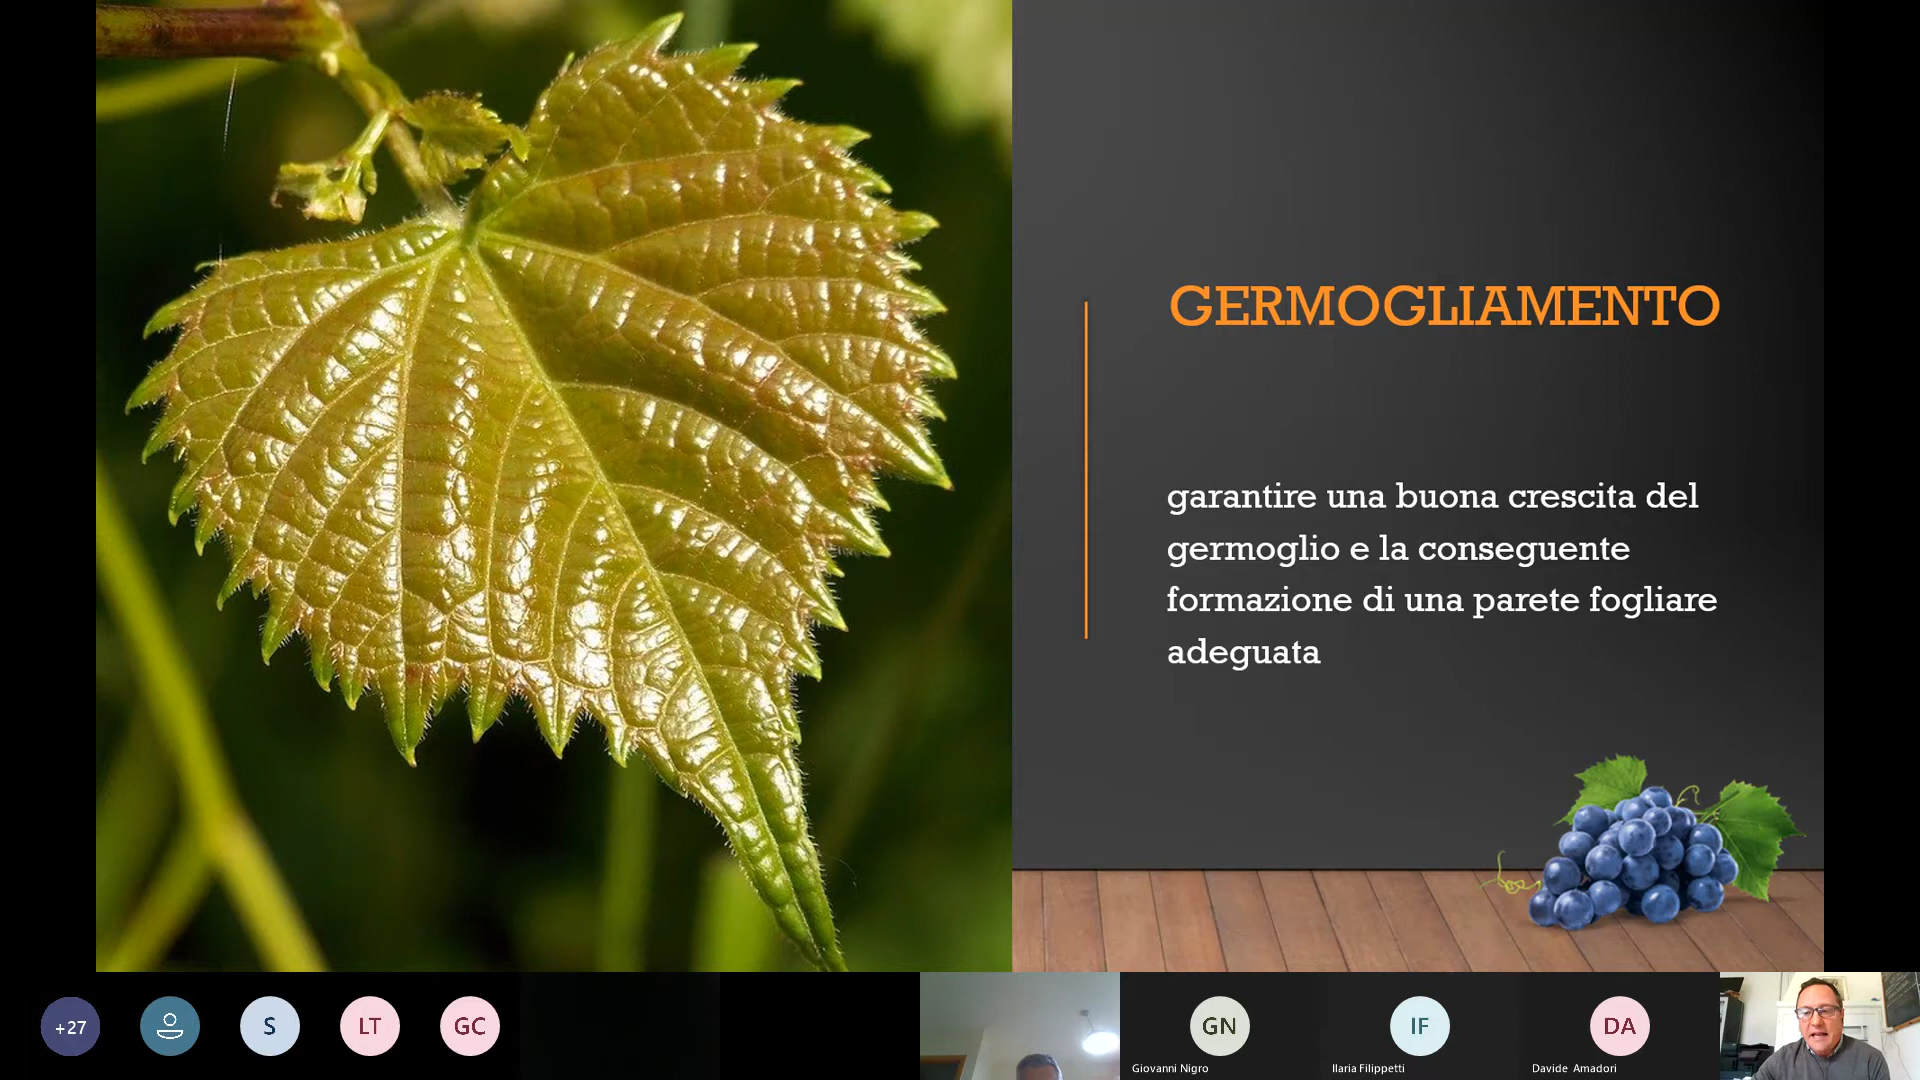 GERMOGLIAMENTO
garantire una buona crescita del
germoglio e la conseguente
formazione di una parete fogliare
adeguata
+27
S
LT
GC
GN
Giovanni Nigro
IF
Ilaria Filippetti
DA
Davide Amadori